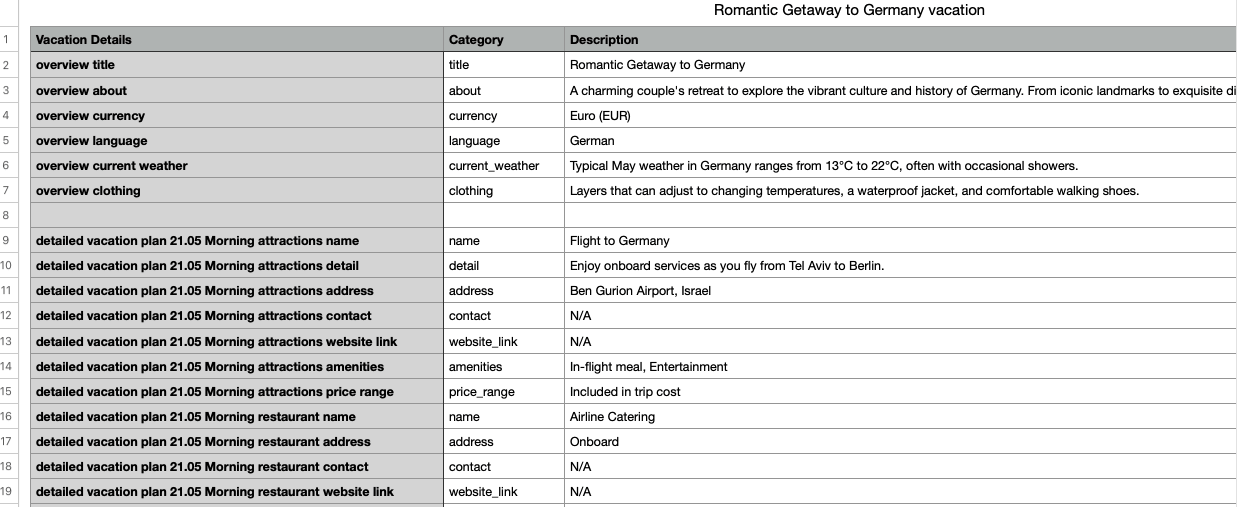 Romantic Getaway to Germany vacation
1 Vacation Details Category Description
2 overview title title Romantic Getaway to Germany
3 overview about about A charming couple's retreat to explore the vibrant culture and history of Germany. From iconic landmarks to exquisite di
4 overview currency currency Euro (EUR)
5 overview language language German
6 overview current weather current_weather Typical May weather in Germany ranges from 13°C to 22°C, often with occasional showers.
7 overview clothing clothing Layers that can adjust to changing temperatures, a waterproof jacket, and comfortable walking shoes.
8
9 detailed vacation plan 21.05 Morning attractions name name Flight to Germany
10 detailed vacation plan 21.05 Morning attractions detail detail Enjoy onboard services as you fly from Tel Aviv to Berlin.
11 detailed vacation plan 21.05 Morning attractions address address Ben Gurion Airport, Israel
12 detailed vacation plan 21.05 Morning attractions contact contact N/A
13 detailed vacation plan 21.05 Morning attractions website link website_link N/A
14 detailed vacation plan 21.05 Morning attractions amenities amenities In-flight meal, Entertainment
15 detailed vacation plan 21.05 Morning attractions price range price_range Included in trip cost
16 detailed vacation plan 21.05 Morning restaurant name name Airline Catering
17 detailed vacation plan 21.05 Morning restaurant address address Onboard
18 detailed vacation plan 21.05 Morning restaurant contact contact N/A
19 detailed vacation plan 21.05 Morning restaurant website link website_link N/A